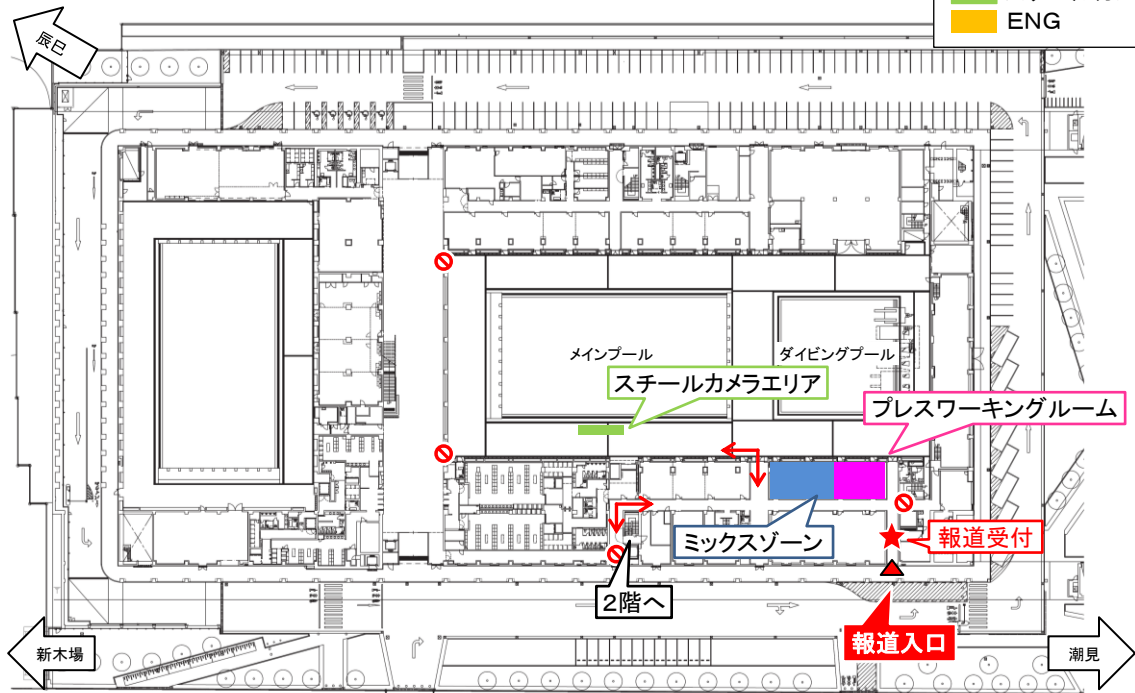 ENG
辰巳
メインプール
ダイビングプール
スチールカメラエリア
プレスワーキングルーム
ミックスゾーン
報道受付
2階へ
報道入口
新木場
潮見